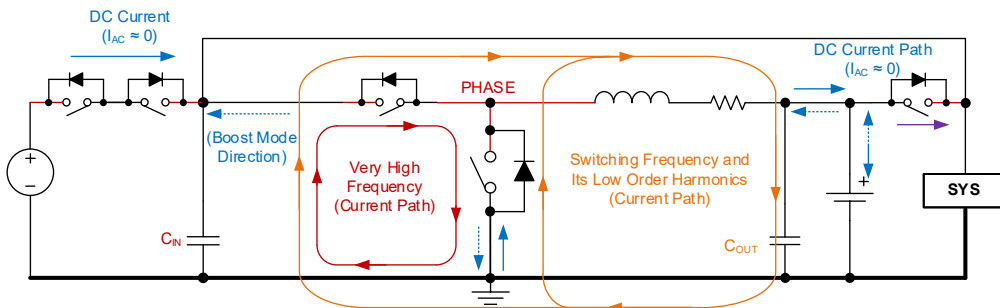 DC Current
(IAC ≈ 0)
DC Current Path
(IAC ≈ 0)
PHASE
(Boost Mode
Direction)
Very High
Frequency
(Current Path)
Switching Frequency and
Its Low Order Harmonics
(Current Path)
+
−
+
SYS
CIN
COUT